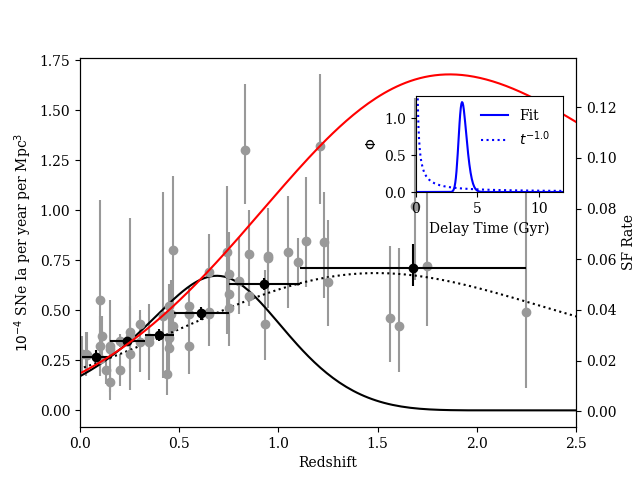 1.75
1.50
1.25
1.00
0.75
0.50
0.25
0.00
10⁻⁴ SNe Ia per year per Mpc³
0.0 0.5 1.0 1.5 2.0 2.5
Redshift
0.12
0.10
0.08
0.06
0.04
0.02
0.00
SF Rate
Φ
1.0
0.5
0.0
0 5 10
Delay Time (Gyr)
Fit
t⁻¹·⁰